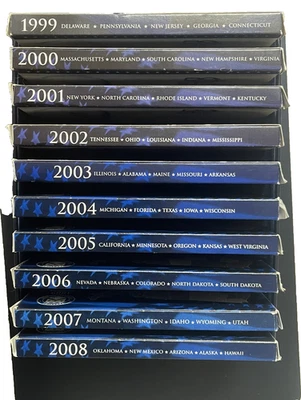 1999 DELAWARE ★ PENNSYLVANIA ★ NEW JERSEY ★ GEORGIA ★ CONNECTICUT
2000 MASSACHUSETTS ★ MARYLAND ★ SOUTH CAROLINA ★ NEW HAMPSHIRE ★ VIRGINIA
2001 NEW YORK ★ NORTH CAROLINA ★ RHODE ISLAND ★ VERMONT ★ KENTUCKY
2002 TENNESSEE ★ OHIO ★ LOUISIANA ★ INDIANA ★ MISSISSIPPI
2003 ILLINOIS ★ ALABAMA ★ MAINE ★ MISSOURI ★ ARKANSAS
2004 MICHIGAN ★ FLORIDA ★ TEXAS ★ IOWA ★ WISCONSIN
2005 CALIFORNIA ★ MINNESOTA ★ OREGON ★ KANSAS ★ WEST VIRGINIA
2006 NEVADA ★ NEBRASKA ★ COLORADO ★ NORTH DAKOTA ★ SOUTH DAKOTA
2007 MONTANA ★ WASHINGTON ★ IDAHO ★ WYOMING ★ UTAH
2008 OKLAHOMA ★ NEW MEXICO ★ ARIZONA ★ ALASKA ★ HAWAII